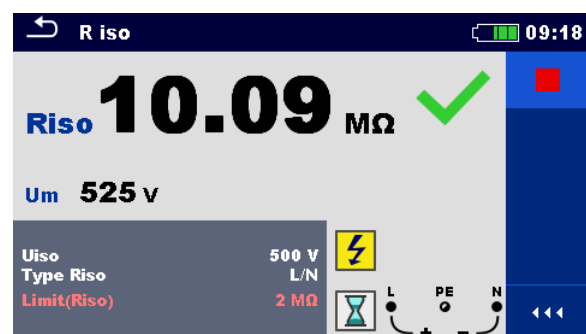 R iso 09:18
Riso 10.09 MΩ
Um 525 V
Uiso 500 V
Type Riso L/N
Limit(Riso) 2 MΩ
L PE N
+ -